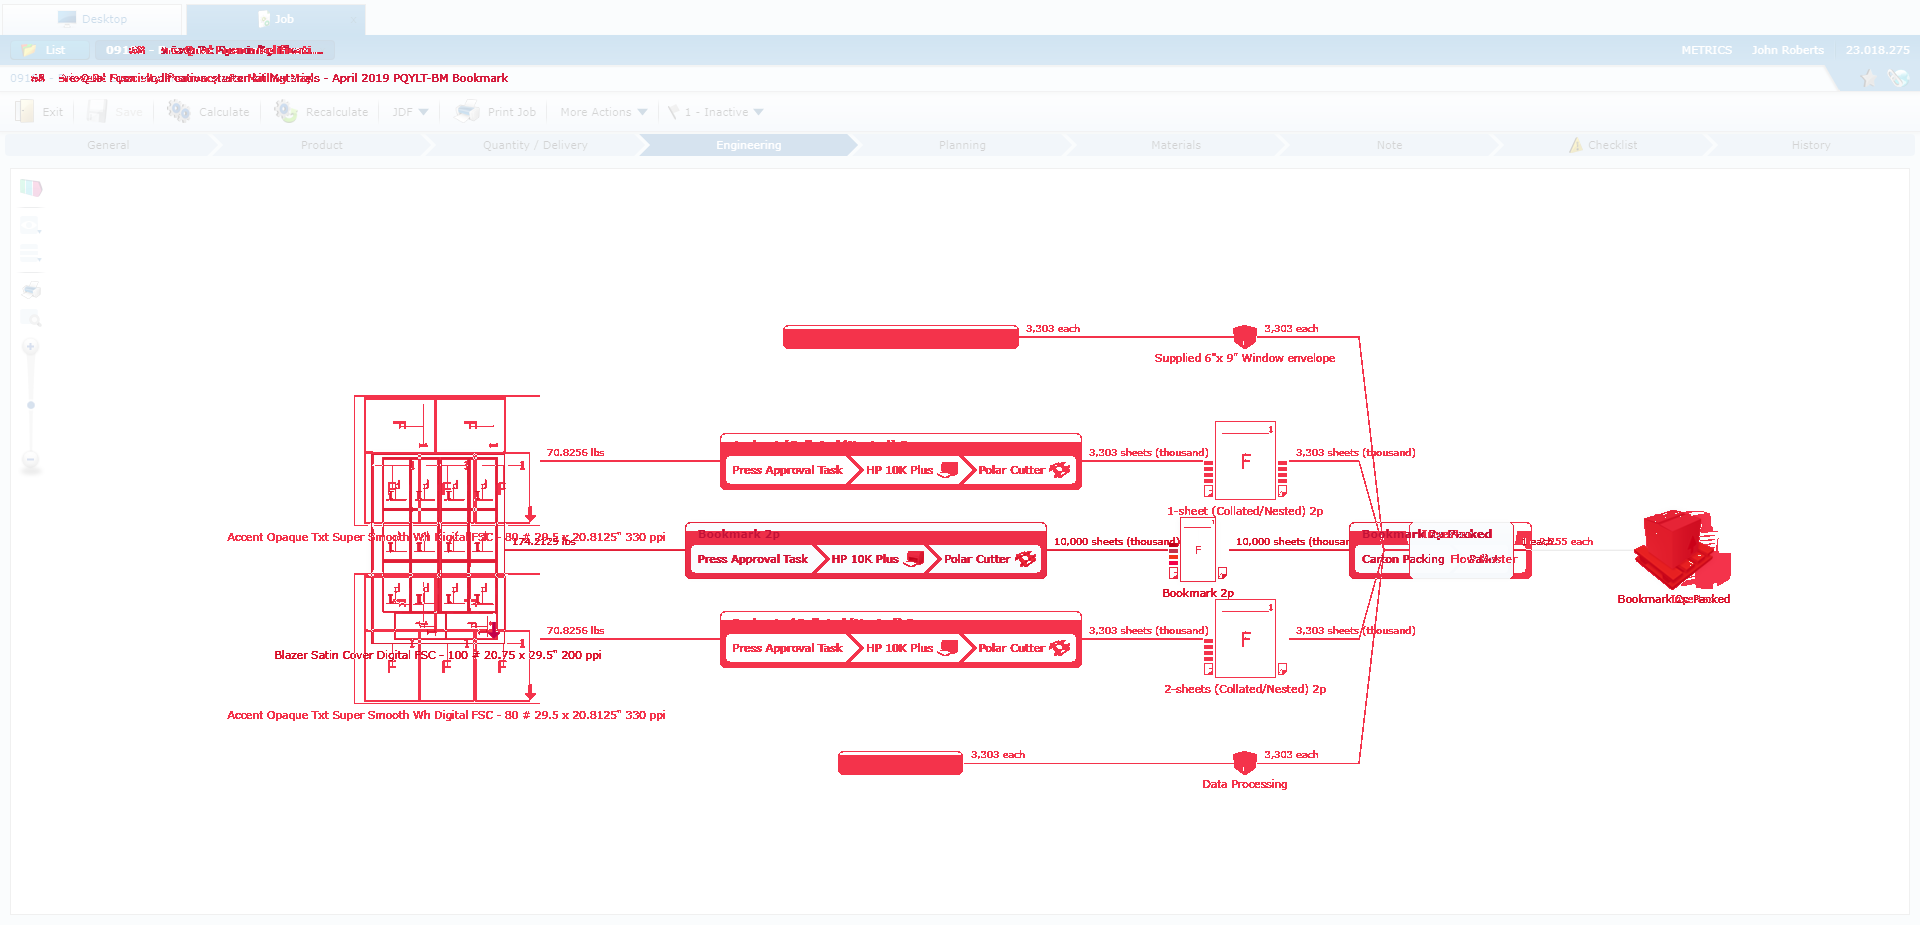 Desktop
Job
List
METRICS
John Roberts
23.018.275
- April 2019 PQYLT-BM Bookmark
Exit
Save
Calculate
Recalculate
JDF
Print Job
More Actions
1 - Inactive
General
Product
Quantity / Delivery
Engineering
Planning
Materials
Note
Checklist
History
3,303 each
3,303 each
Supplied 6"x 9" Window envelope
70.8256 lbs
Press Approval Task
HP 10K Plus
Polar Cutter
3,303 sheets (thousand)
1
F
3,303 sheets (thousand)
1-sheet (Collated/Nested) 2p
Accent Opaque Txt Super Smooth Wh Digital FSC - 80 # 29.5 x 20.8125" 330 ppi
174.2125 lbs
Bookmark 2p
Press Approval Task
HP 10K Plus
Polar Cutter
10,000 sheets (thousand)
F
10,000 sheets (thousan
Bookmark 2p
Carton Packing
70.8256 lbs
Press Approval Task
HP 10K Plus
Polar Cutter
3,303 sheets (thousand)
1
F
3,303 sheets (thousand)
2-sheets (Collated/Nested) 2p
Blazer Satin Cover Digital FSC - 100 # 20.75 x 29.5" 200 ppi
Accent Opaque Txt Super Smooth Wh Digital FSC - 80 # 29.5 x 20.8125" 330 ppi
3,303 each
3,303 each
Data Processing